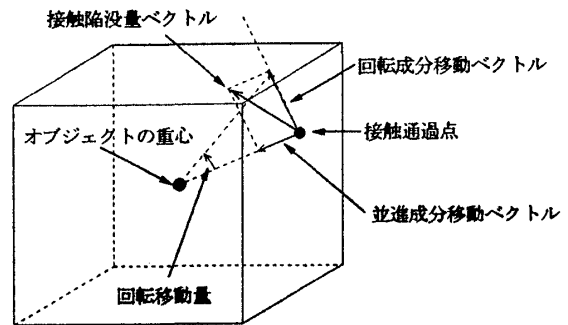 接触陥没量ベクトル
回転成分移動ベクトル
オブジェクトの重心
接触通過点
並進成分移動ベクトル
回転移動量